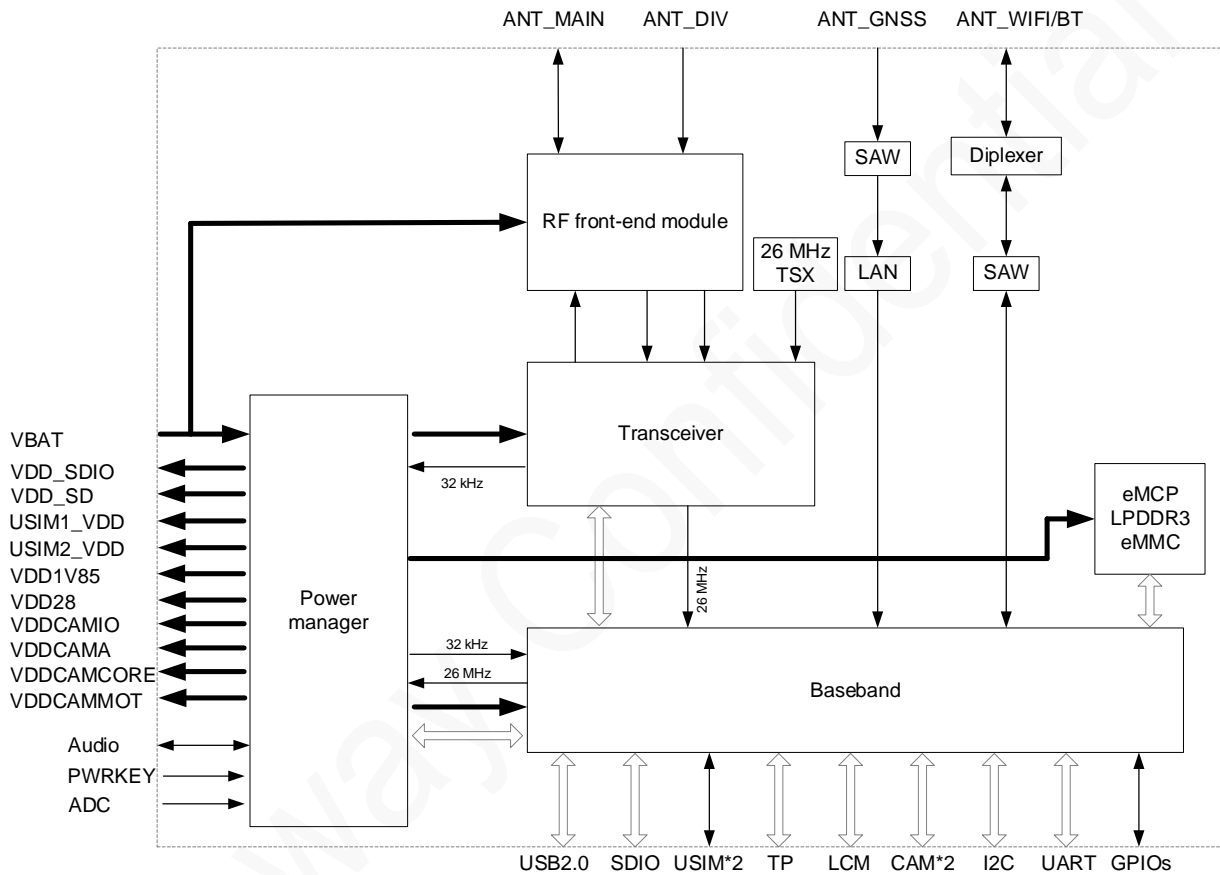 ANT_MAIN
ANT_DIV
ANT_GNSS
ANT_WIFI/BT
SAW
Diplexer
RF front-end module
26 MHz
TSX
LAN
SAW
VBAT
VDD_SDIO
VDD_SD
USIM1_VDD
USIM2_VDD
VDD1V85
VDD28
VDDCAMIO
VDDCAMA
VDDCAMCORE
VDDCAMMOT
Audio
PWRKEY
ADC
Power
manager
Transceiver
32 kHz
26 MHz
eMCP
LPDDR3
eMMC
32 kHz
26 MHz
Baseband
USB2.0
SDIO
USIM*2
TP
LCM
CAM*2
I2C
UART
GPIOs
way Confidential